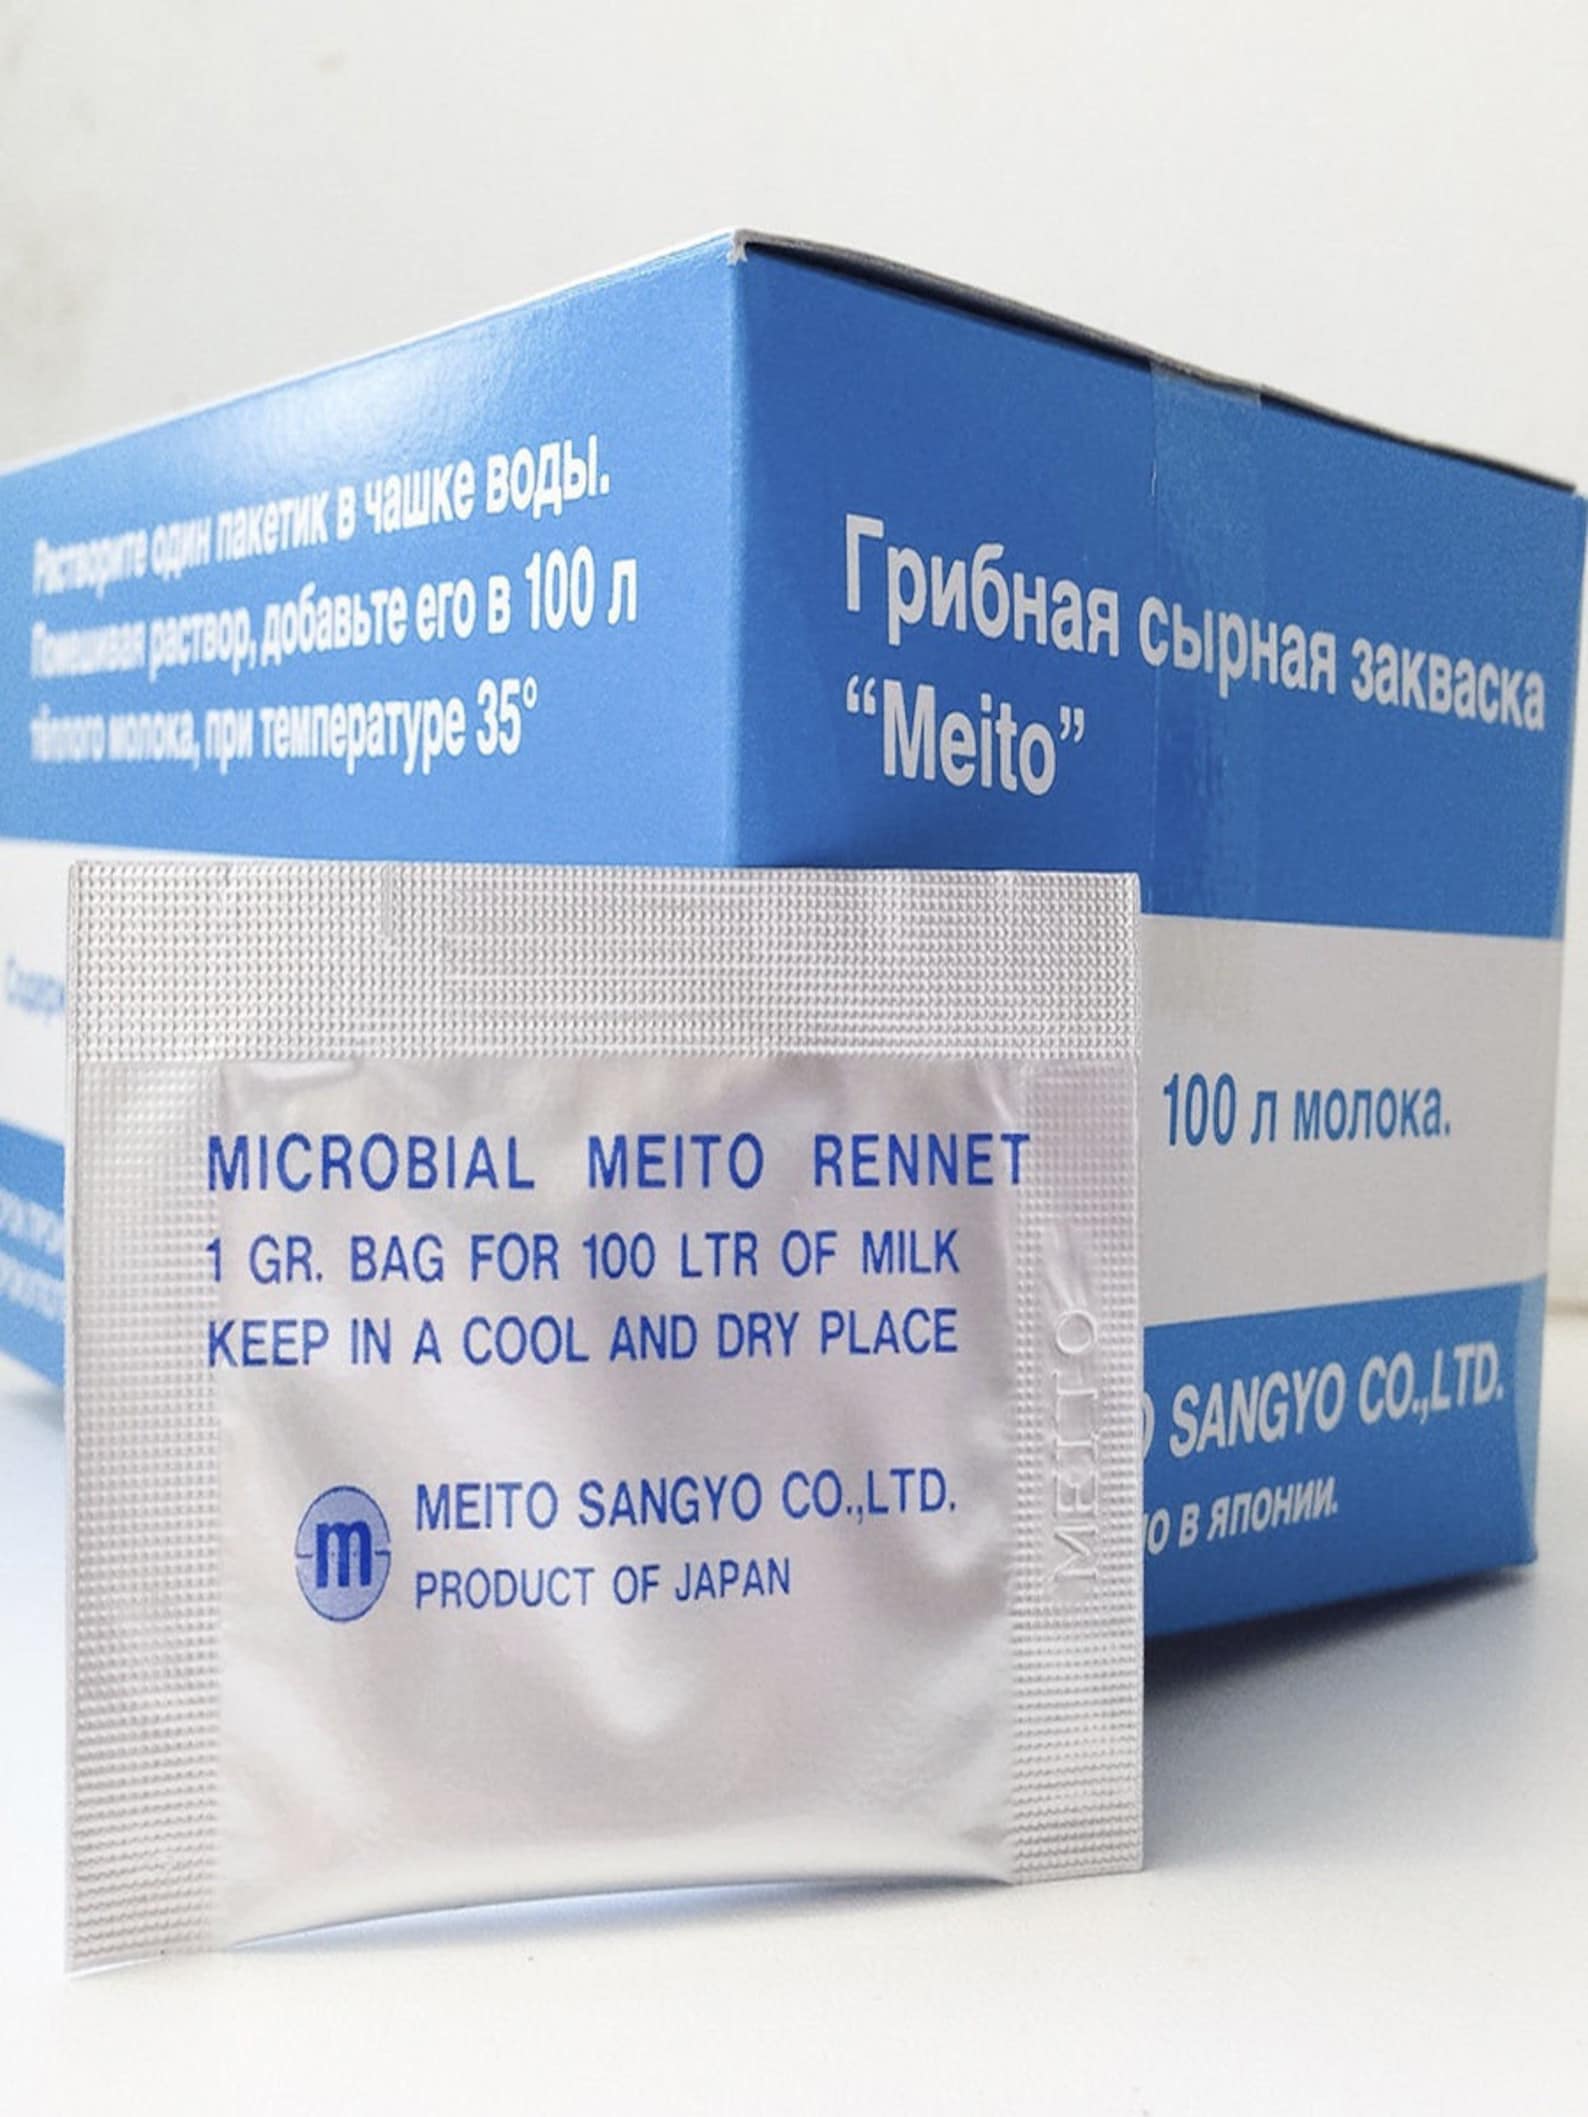 Растворите один пакетик в чашке воды.
Помешивая раствор, добавьте его в 100 л
тёплого молока, при температуре 35°
Грибная сырная закваска
“Meito”
100 л молока.
SANGYO CO.,LTD.
В ЯПОНИИ.
MICROBIAL MEITO RENNET
1 GR. BAG FOR 100 LTR OF MILK
KEEP IN A COOL AND DRY PLACE
m
MEITO SANGYO CO.,LTD.
PRODUCT OF JAPAN
MEITO